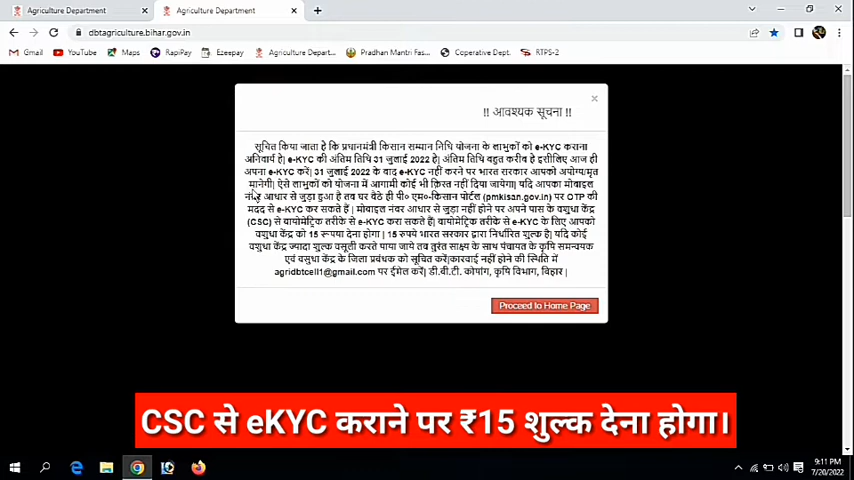 Agriculture Department
Agriculture Department
dbtagriculture.bihar.gov.in
Gmail YouTube Maps RapiPay Ezeepay Agriculture Depart... Pradhan Mantri Fas... Coperative Deptt. RTPS-2
!! आवश्यक सूचना !!
सूचित किया जाता है कि प्रधानमंत्री किसान सम्मान निधि योजना के लाभुकों को e-KYC कराना
अनिवार्य है| e-KYC की अंतिम तिथि 31 जुलाई 2022 है| अंतिम तिथि बहुत करीब है इसीलिए आज ही
अपना e-KYC करें| 31 जुलाई 2022 के बाद e-KYC नहीं करने पर भारत सरकार आपको अयोग्य/मृत
मानेगी| ऐसे लाभुकों को योजना में आगामी कोई भी क़िस्त नहीं दिया जायेगा| यदि आपका मोबाइल
नंबर आधार से जुड़ा हुआ है तब घर बैठे ही पी० एम०-किसान पोर्टल (pmkisan.gov.in) पर OTP की
मदद से e-KYC कर सकते हैं | मोबाइल नंबर आधार से जुड़ा नहीं होने पर अपने पास के वसुधा केंद्र
(CSC) से बायोमेट्रिक तरीके से e-KYC करा सकते हैं| बायोमेट्रिक तरीके से e-KYC के लिए आपको
वसुधा केंद्र को 15 रूपया देना होगा | 15 रुपये भारत सरकार द्वारा निर्धारित शुल्क है| यदि कोई
वसुधा केंद्र ज्यादा शुल्क वसूली करते पाया जाये तब तुरंत साक्ष्य के साथ पंचायत के कृषि समन्वयक
एवं वसुधा केंद्र के जिला प्रबंधक को सूचित करें|कारवाई नहीं होने की स्थिति में
agridbtcell1@gmail.com पर ईमेल करें| डी.बी.टी. कोषांग, कृषि विभाग, बिहार |
Proceed to Home Page
CSC से eKYC कराने पर ₹15 शुल्क देना होगा।
9:11 PM
7/20/2022